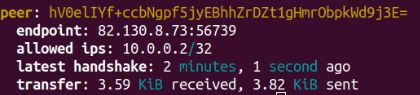 peer: hV0elIYf+ccbNgpf5jyEBhhZrDZt1gHmrObpkWd9j3E=
endpoint: 82.130.8.73:56739
allowed ips: 10.0.0.2/32
latest handshake: 2 minutes, 1 second ago
transfer: 3.59 KiB received, 3.82 KiB sent